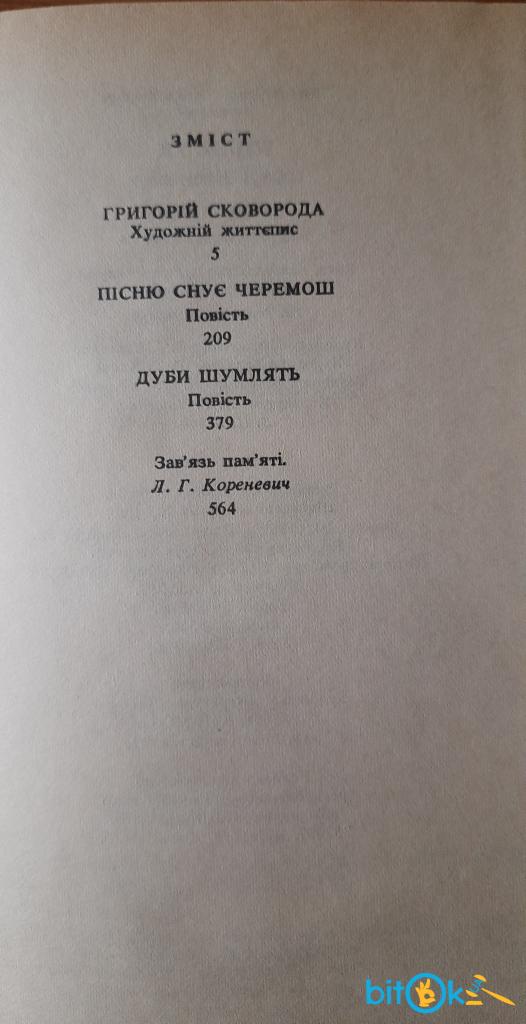 ЗМІСТ
ГРИГОРІЙ СКОВОРОДА
Художній життєпис
5
ПІСНЮ СНУЄ ЧЕРЕМОШ
Повість
209
ДУБИ ШУМЛЯТЬ
Повість
379
Зав'язь пам'яті.
Л. Г. Кореневич
564
bitOk